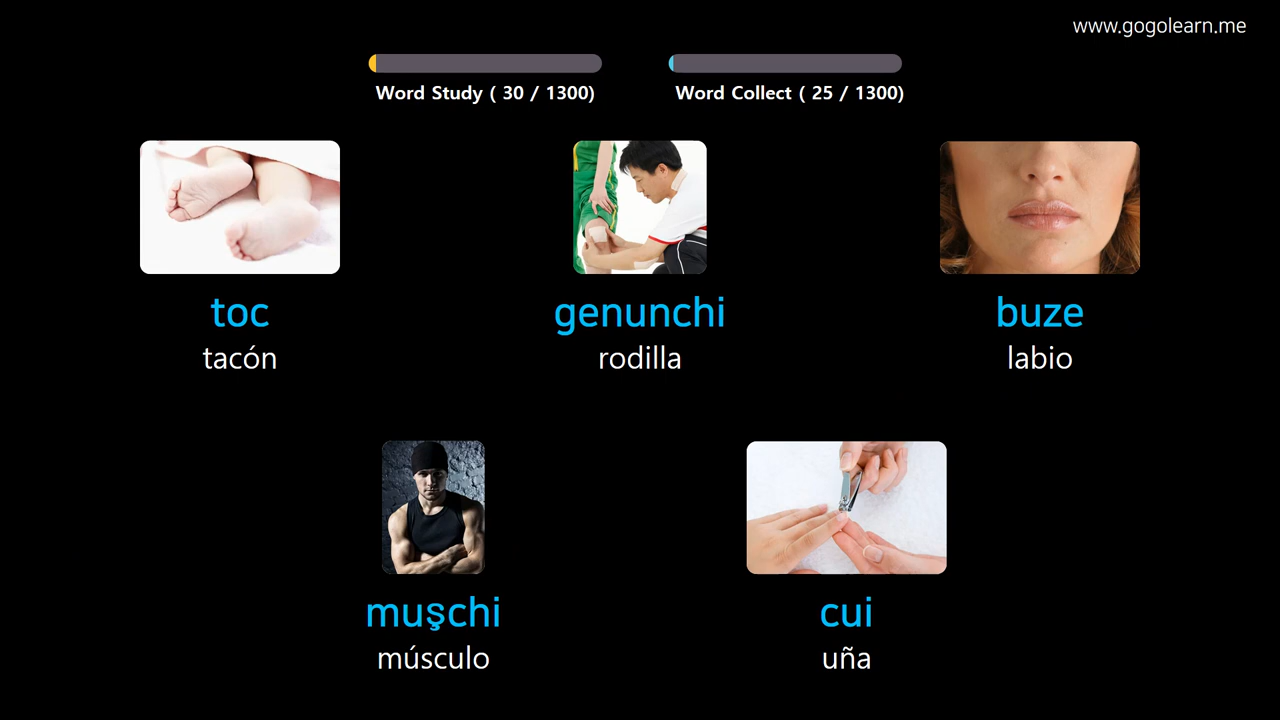 www.gogolearn.me
Word Study ( 30 / 1300)
Word Collect ( 25 / 1300)
toc
tacón
genunchi
rodilla
buze
labio
muşchi
músculo
cui
uña